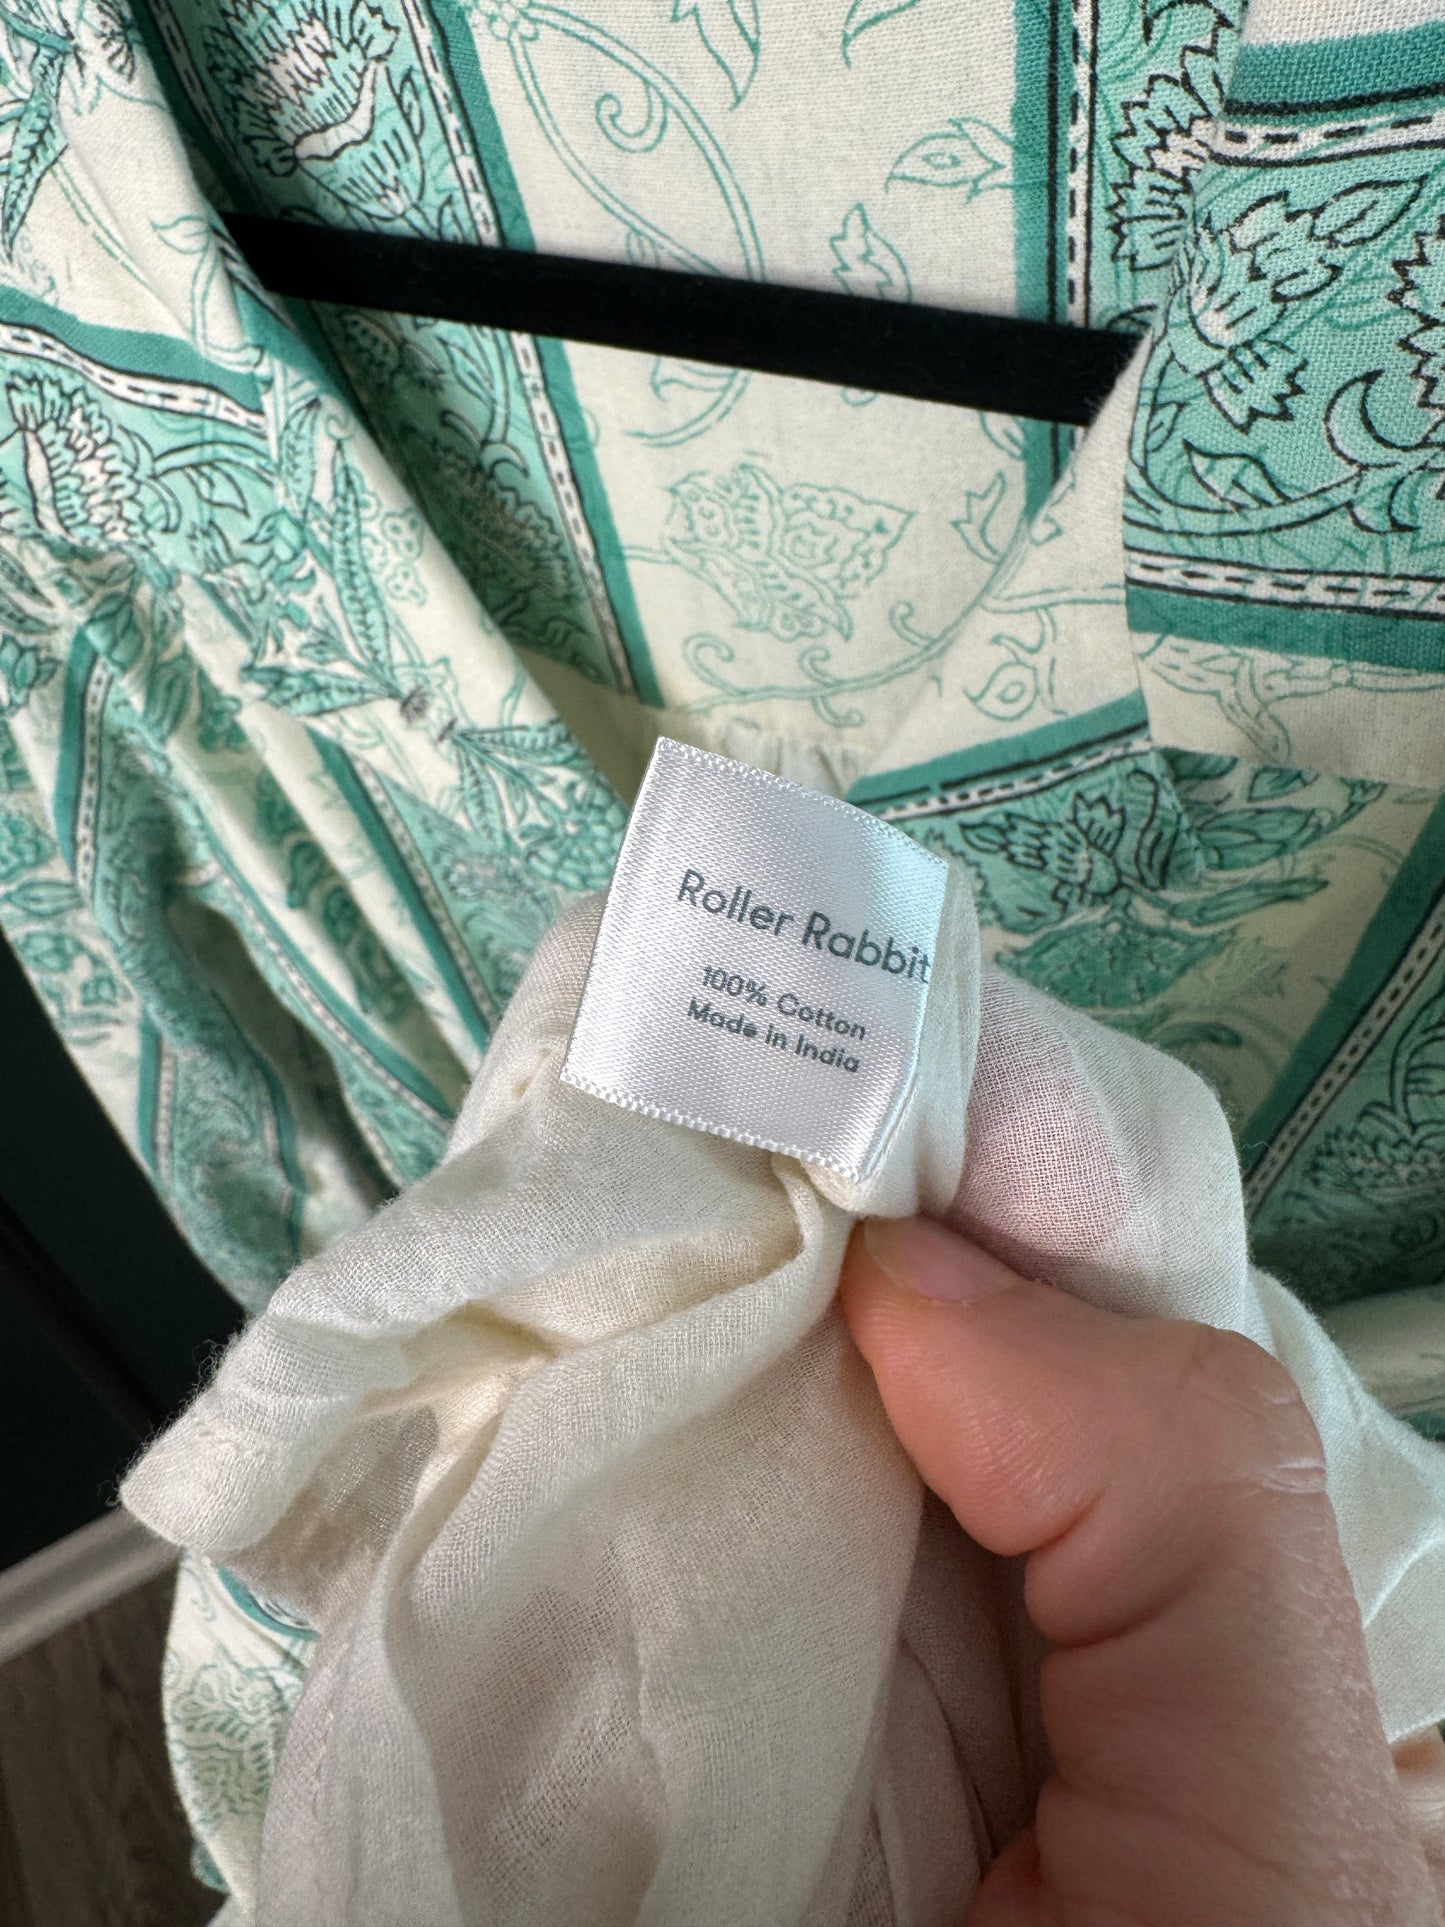 Roller Rabbit
100% Cotton
Made in India